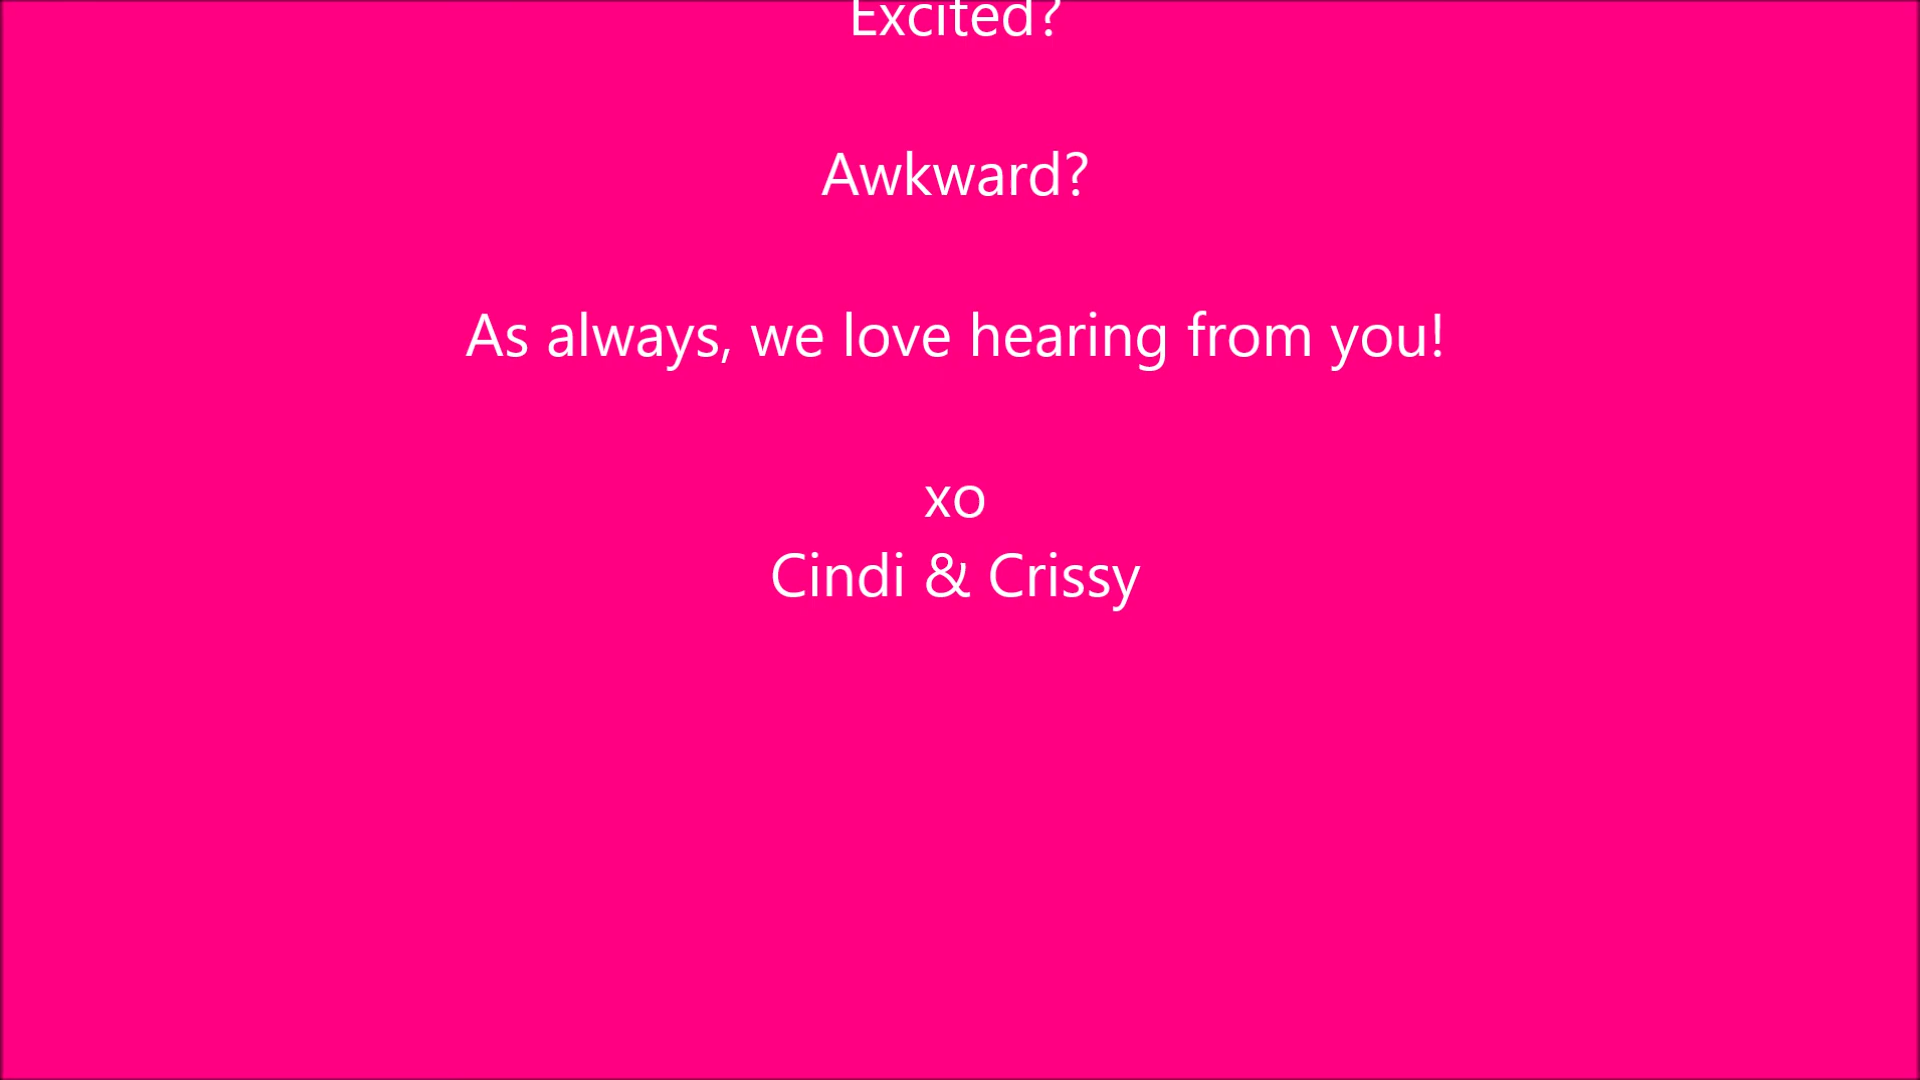 Excited?
Awkward?
As always, we love hearing from you!
xo
Cindi & Crissy